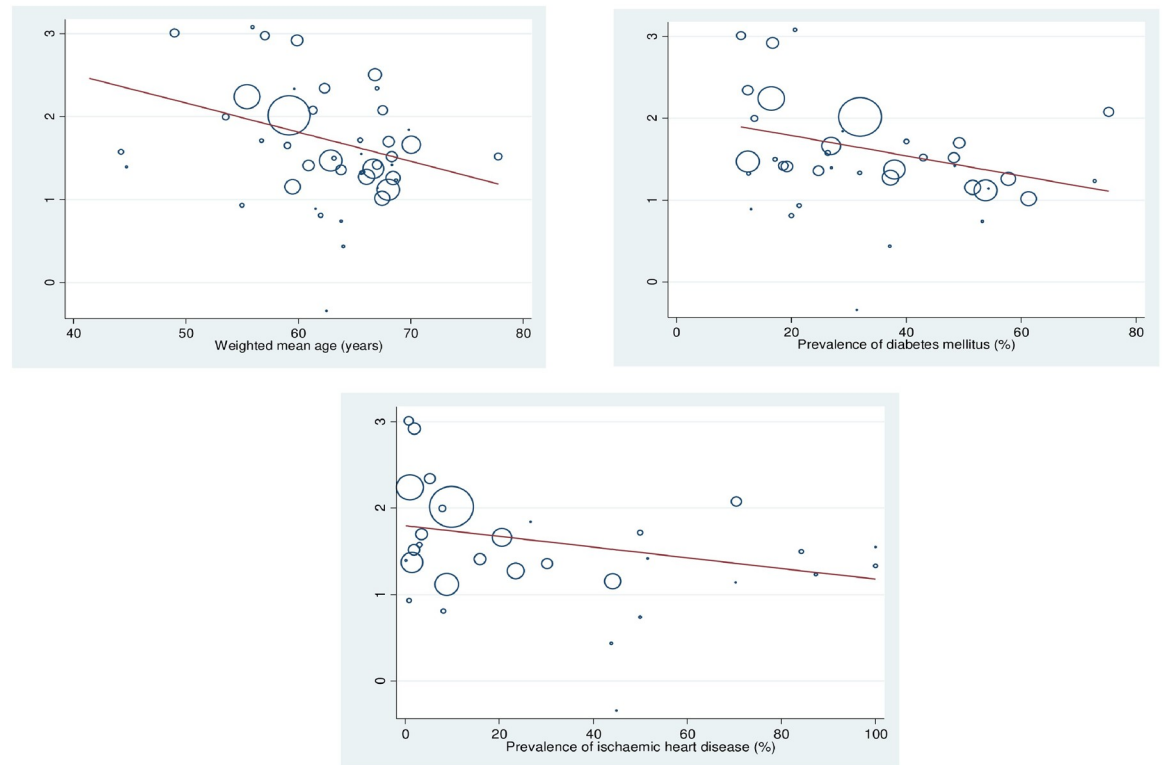 3
2
1
0
40 50 60 70 80
Weighted mean age (years)
3
2
1
0
0 20 40 60 80
Prevalence of diabetes mellitus (%)
3
2
1
0
0 20 40 60 80 100
Prevalence of ischaemic heart disease (%)